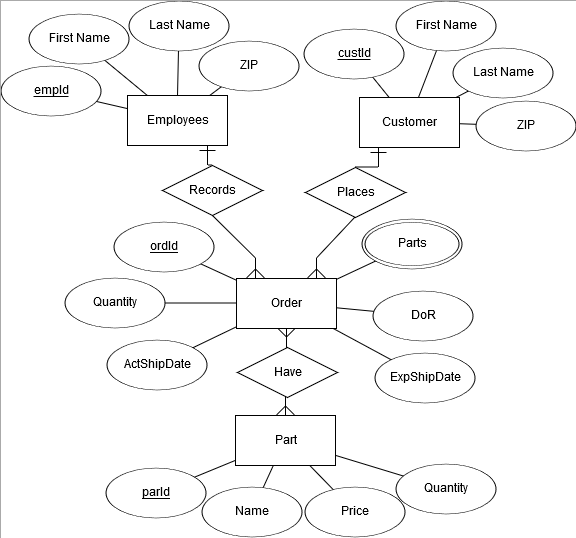 Last Name
First Name
First Name
custId
ZIP
Last Name
empId
Employees
Customer
ZIP
Records
Places
ordId
Parts
Quantity
Order
DoR
ActShipDate
Have
ExpShipDate
Part
parId
Quantity
Name
Price